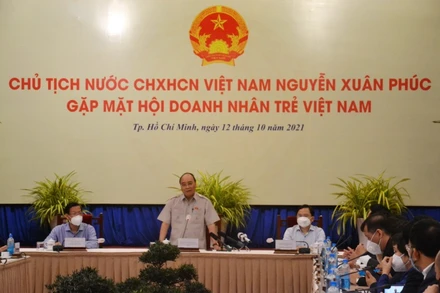 CHỦ TỊCH NƯỚC CHXHCN VIỆT NAM NGUYỄN XUÂN PHÚC
GẶP MẶT HỘI DOANH NHÂN TRẺ VIỆT NAM
Tp. Hồ Chí Minh, ngày 12 tháng 10 năm 2021